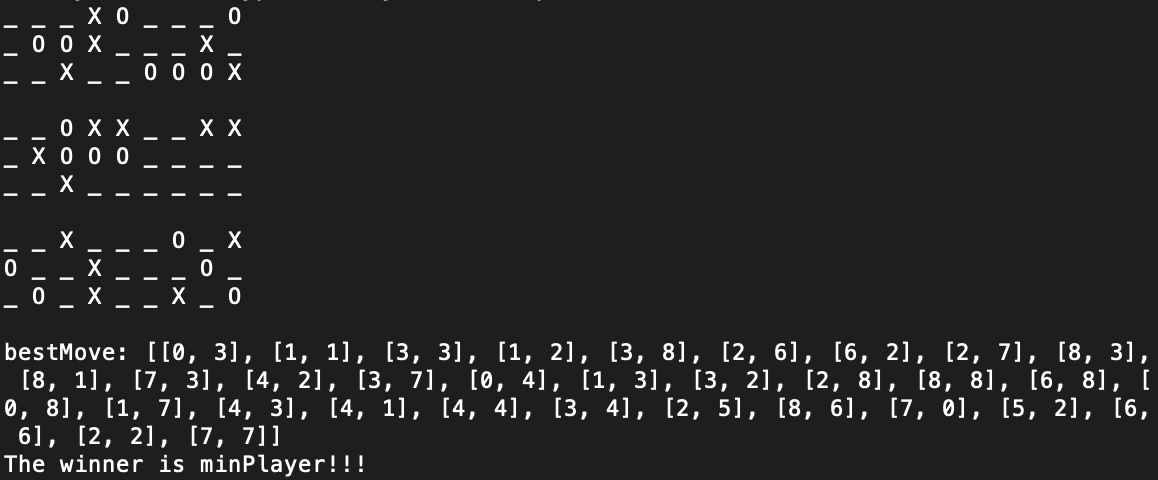 _ _ _ X O _ _ _ O
_ O O X _ _ _ X _
_ _ X _ _ O O O X
_ _ O X X _ _ X X
_ X O O O _ _ _ _
_ _ X _ _ _ _ _ _
_ _ X _ _ _ O _ X
O _ _ X _ _ _ O _
_ O _ X _ _ X _ O
bestMove: [[0, 3], [1, 1], [3, 3], [1, 2], [3, 8], [2, 6], [6, 2], [2, 7], [8, 3],
[8, 1], [7, 3], [4, 2], [3, 7], [0, 4], [1, 3], [3, 2], [2, 8], [8, 8], [6, 8], [
0, 8], [1, 7], [4, 3], [4, 1], [4, 4], [3, 4], [2, 5], [8, 6], [7, 0], [5, 2], [6,
6], [2, 2], [7, 7]]
The winner is minPlayer!!!